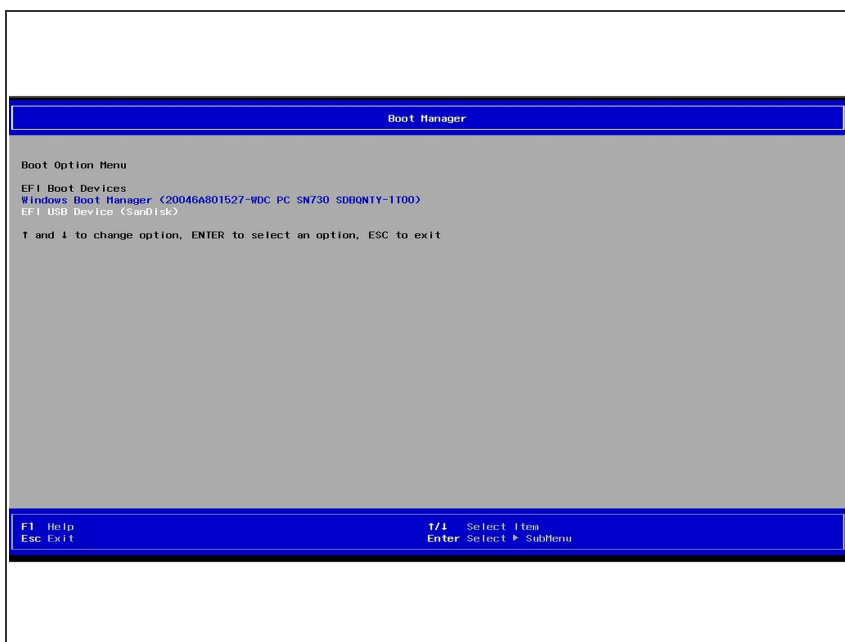 Boot Manager
Boot Option Menu
EFI Boot Devices
Windows Boot Manager (20046A801527-WDC PC SN730 SDBQNTY-1T00)
EFI USB Device (SanDisk)
↑ and ↓ to change option, ENTER to select an option, ESC to exit
F1 Help
Esc Exit
↑/↓ Select Item
Enter Select ▶ SubMenu